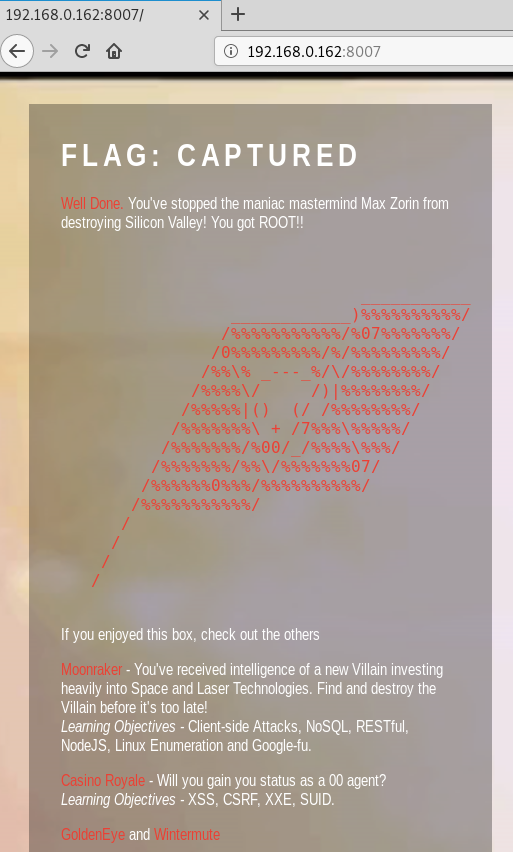 192.168.0.162:8007/
192.168.0.162:8007
FLAG: CAPTURED
Well Done. You've stopped the maniac mastermind Max Zorin from
destroying Silicon Valley! You got ROOT!!
                              ___________
                 ____________)%%%%%%%%%%/
                /%%%%%%%%%%%/%07%%%%%%%/
               /0%%%%%%%%%/%/%%%%%%%%%/
              /%%\% _---_%/\/%%%%%%%%/
             /%%%%\/     /)|%%%%%%%%/
            /%%%%%|()  (/ /%%%%%%%%/
           /%%%%%%%\ + /7%%%\%%%%%/
          /%%%%%%%/%00/_/%%%%\%%%/
         /%%%%%%%/%%\/%%%%%%%07/
        /%%%%%%0%%%/%%%%%%%%%%/
       /%%%%%%%%%%%/
      /
     /
    /
   /
If you enjoyed this box, check out the others
Moonraker - You've received intelligence of a new Villain investing
heavily into Space and Laser Technologies. Find and destroy the
Villain before it's too late!
Learning Objectives - Client-side Attacks, NoSQL, RESTful,
NodeJS, Linux Enumeration and Google-fu.
Casino Royale - Will you gain you status as a 00 agent?
Learning Objectives - XSS, CSRF, XXE, SUID.
GoldenEye and Wintermute